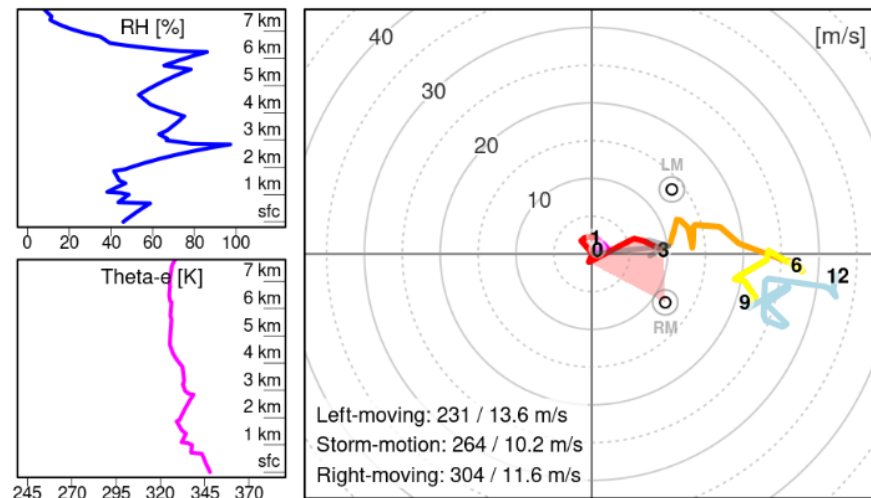 RH [%]
7 km
6 km
5 km
4 km
3 km
2 km
1 km
sfc
0 20 40 60 80 100
Theta-e [K]
7 km
6 km
5 km
4 km
3 km
2 km
1 km
sfc
245 270 295 320 345 370
[m/s]
40
30
20
10
LM
1
0
3
6
12
9
RM
Left-moving: 231 / 13.6 m/s
Storm-motion: 264 / 10.2 m/s
Right-moving: 304 / 11.6 m/s